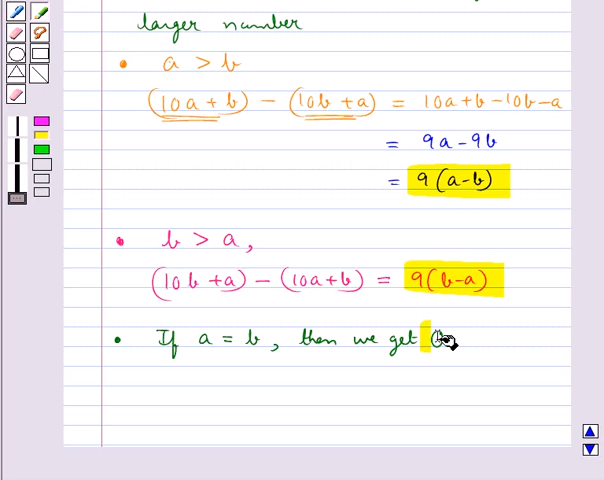 larger number
• a > b
(10a + b) - (10b + a) = 10a + b - 10b - a
= 9a - 9b
= 9(a - b)
• b > a,
(10b + a) - (10a + b) = 9(b - a)
• If a = b, then we get